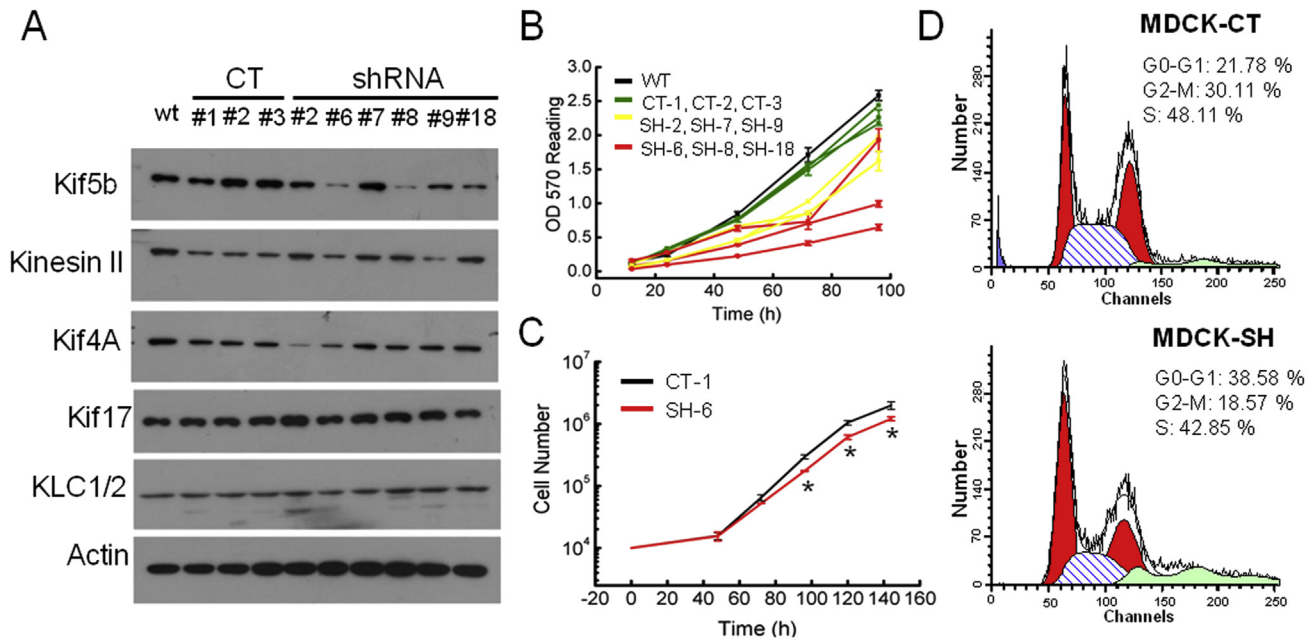 A
CT
shRNA
wt #1 #2 #3 #2 #6 #7 #8 #9 #18
Kif5b
Kinesin II
Kif4A
Kif17
KLC1/2
Actin
B
OD 570 Reading
3.0
2.5
2.0
1.5
1.0
0.5
0.0
WT
CT-1, CT-2, CT-3
SH-2, SH-7, SH-9
SH-6, SH-8, SH-18
0 20 40 60 80 100
Time (h)
C
Cell Number
10^7
10^6
10^5
10^4
CT-1
SH-6
* * *
-20 0 20 40 60 80 100 120 140 160
Time (h)
D
MDCK-CT
G0-G1: 21.78 %
G2-M: 30.11 %
S: 48.11 %
Number
280
210
140
70
0
0 50 100 150 200 250
Channels
MDCK-SH
G0-G1: 38.58 %
G2-M: 18.57 %
S: 42.85 %
Number
280
210
140
70
0
0 50 100 150 200 250
Channels